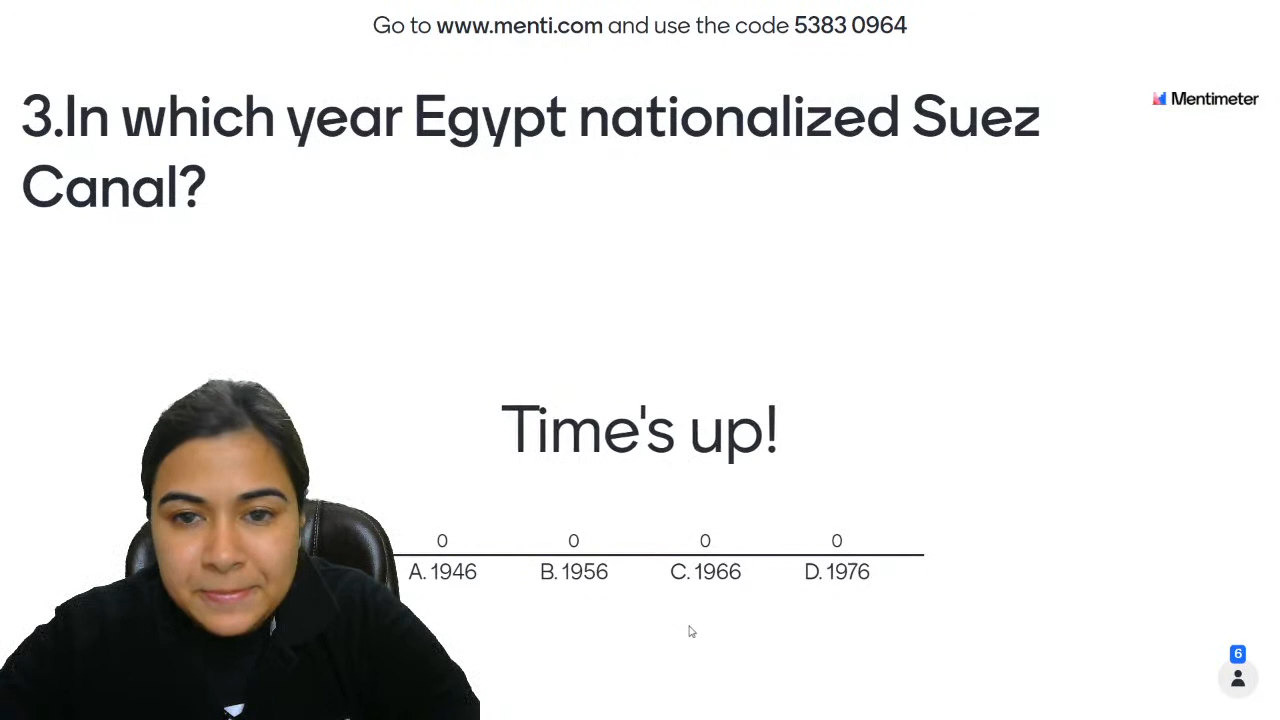 Go to www.menti.com and use the code 5383 0964
3.In which year Egypt nationalized Suez
Canal?
Mentimeter
Time's up!
0 0 0 0
A. 1946 B. 1956 C. 1966 D. 1976
6